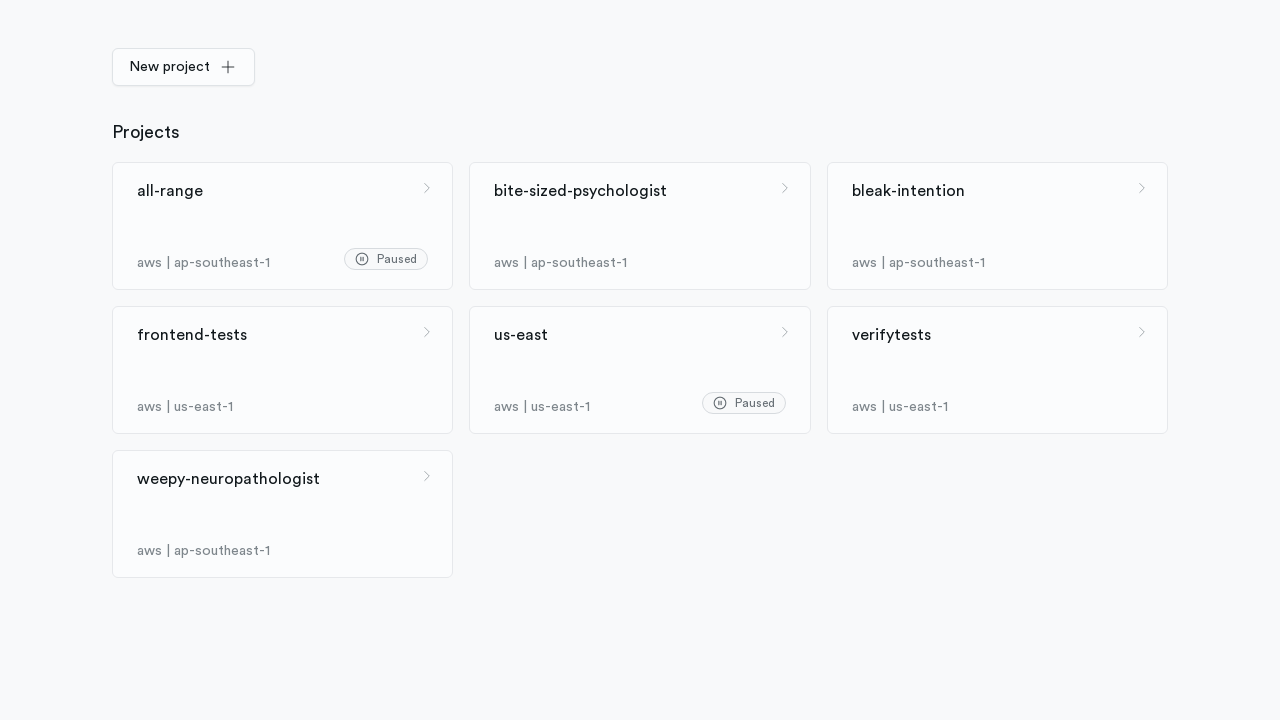 New project
Projects
all-range
aws | ap-southeast-1
Paused
bite-sized-psychologist
aws | ap-southeast-1
bleak-intention
aws | ap-southeast-1
frontend-tests
aws | us-east-1
us-east
aws | us-east-1
Paused
verifytests
aws | us-east-1
weepy-neuropathologist
aws | ap-southeast-1